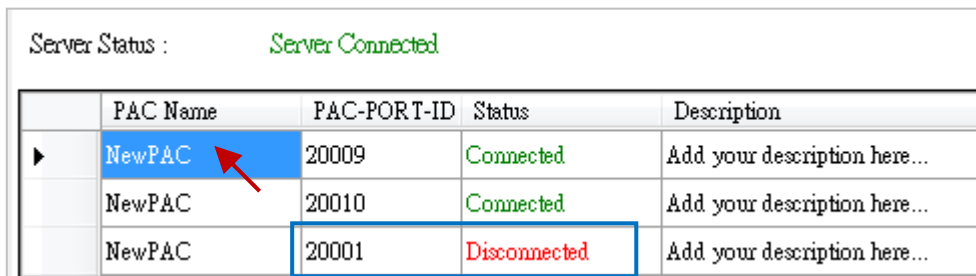 Server Status : Server Connected
PAC Name PAC-PORT-ID Status Description
NewPAC 20009 Connected Add your description here...
NewPAC 20010 Connected Add your description here...
NewPAC 20001 Disconnected Add your description here...